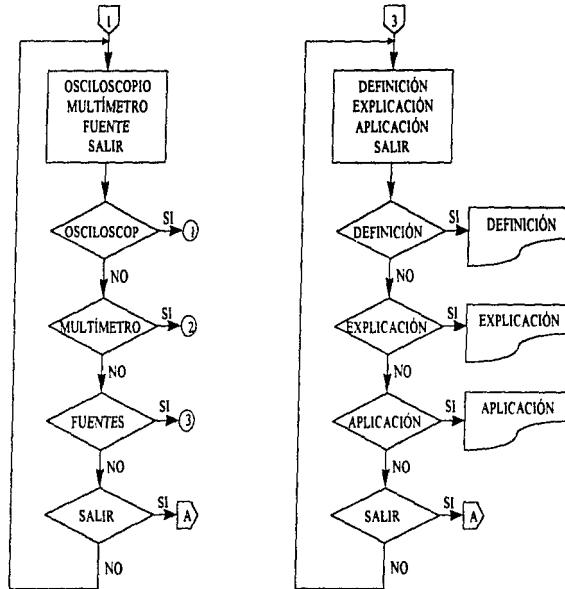 1
OSCILOSCOPIO
MULTÍMETRO
FUENTE
SALIR
OSCILOSCOP
SI
1
NO
MULTÍMETRO
SI
2
NO
FUENTES
SI
3
NO
SALIR
SI
A
NO
3
DEFINICIÓN
EXPLICACIÓN
APLICACIÓN
SALIR
DEFINICIÓN
SI
DEFINICIÓN
NO
EXPLICACIÓN
SI
EXPLICACIÓN
NO
APLICACIÓN
SI
APLICACIÓN
NO
SALIR
SI
A
NO